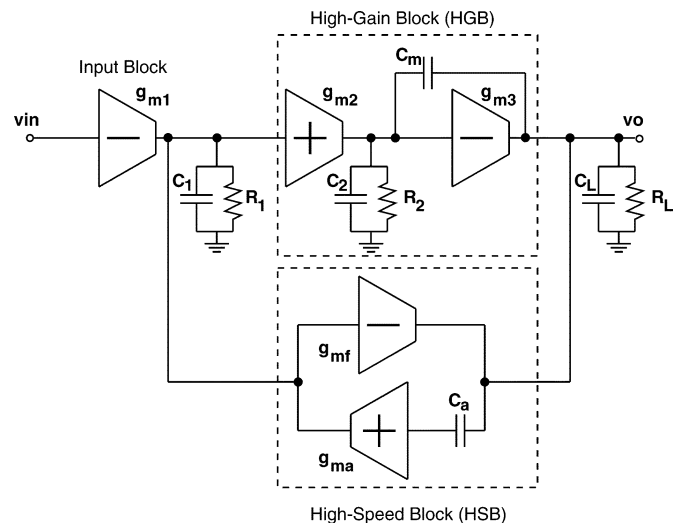 High-Gain Block (HGB)
Cm
Input Block
gm1
gm2
gm3
vin
+
vo
C1
R1
C2
R2
CL
RL
gmf
Ca
+
gma
High-Speed Block (HSB)